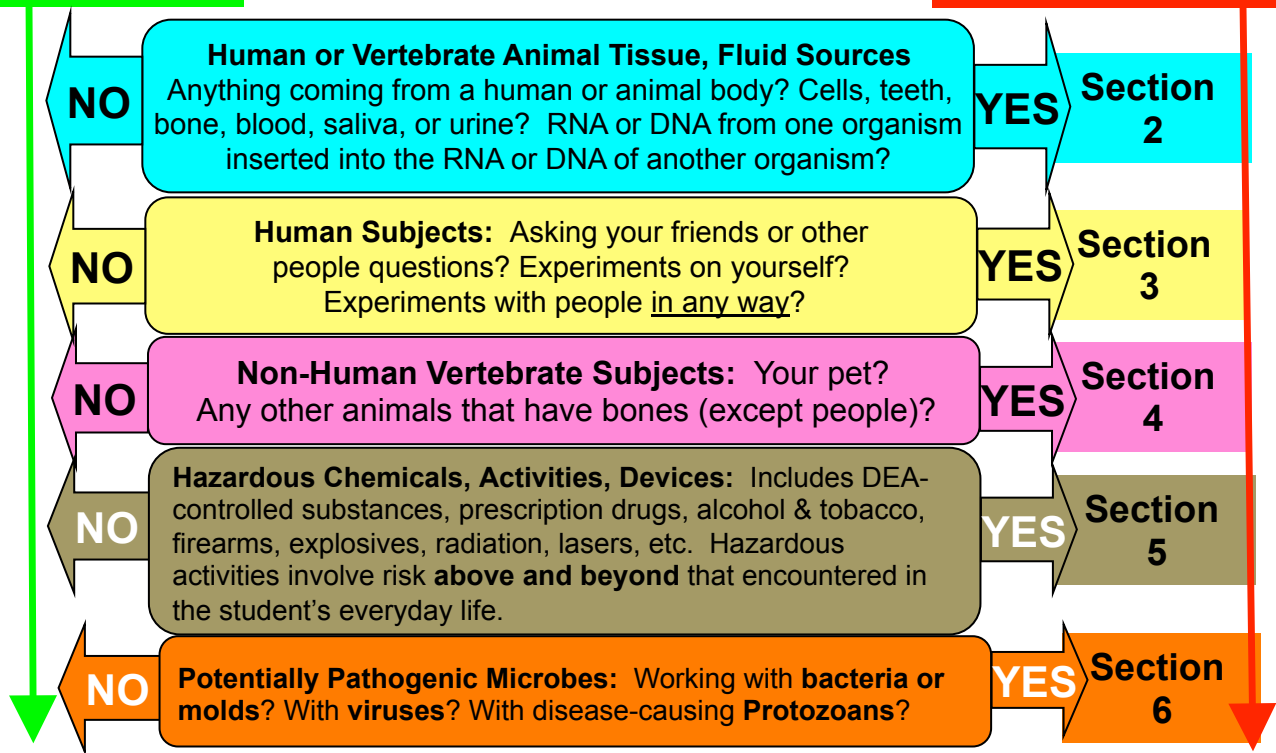 Human or Vertebrate Animal Tissue, Fluid Sources
Anything coming from a human or animal body? Cells, teeth,
bone, blood, saliva, or urine? RNA or DNA from one organism
inserted into the RNA or DNA of another organism?
NO
YES
Section
2
Human Subjects: Asking your friends or other
people questions? Experiments on yourself?
Experiments with people in any way?
NO
YES
Section
3
Non-Human Vertebrate Subjects: Your pet?
Any other animals that have bones (except people)?
NO
YES
Section
4
Hazardous Chemicals, Activities, Devices: Includes DEA-
controlled substances, prescription drugs, alcohol & tobacco,
firearms, explosives, radiation, lasers, etc. Hazardous
activities involve risk above and beyond that encountered in
the student's everyday life.
NO
YES
Section
5
Potentially Pathogenic Microbes: Working with bacteria or
molds? With viruses? With disease-causing Protozoans?
NO
YES
Section
6